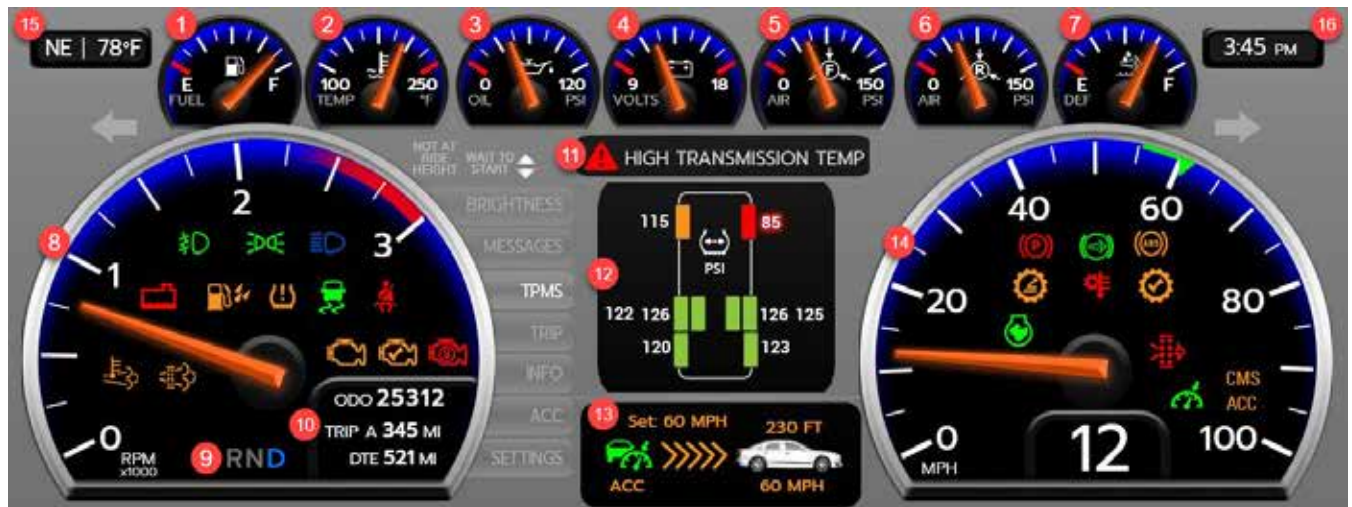 15
NE | 78°F
1
E
F
FUEL
2
100
250
TEMP
°F
3
0
120
OIL
PSI
4
9
18
VOLTS
5
F
0
150
AIR
PSI
6
R
0
150
AIR
PSI
7
E
F
DEF
16
3:45 PM
NOT AT
RIDE
HEIGHT
WAIT TO
START
11
HIGH TRANSMISSION TEMP
8
0
1
2
3
RPM
x1000
9
RND
10
ODO 25312
TRIP A 345 MI
DTE 521 MI
BRIGHTNESS
MESSAGES
TPMS
TRIP
INFO
ACC
SETTINGS
12
115
85
PSI
122 126
126 125
120
123
13
Set: 60 MPH
230 FT
ACC
60 MPH
14
0
20
40
60
80
100
MPH
(P)
(ABS)
CMS
ACC
12